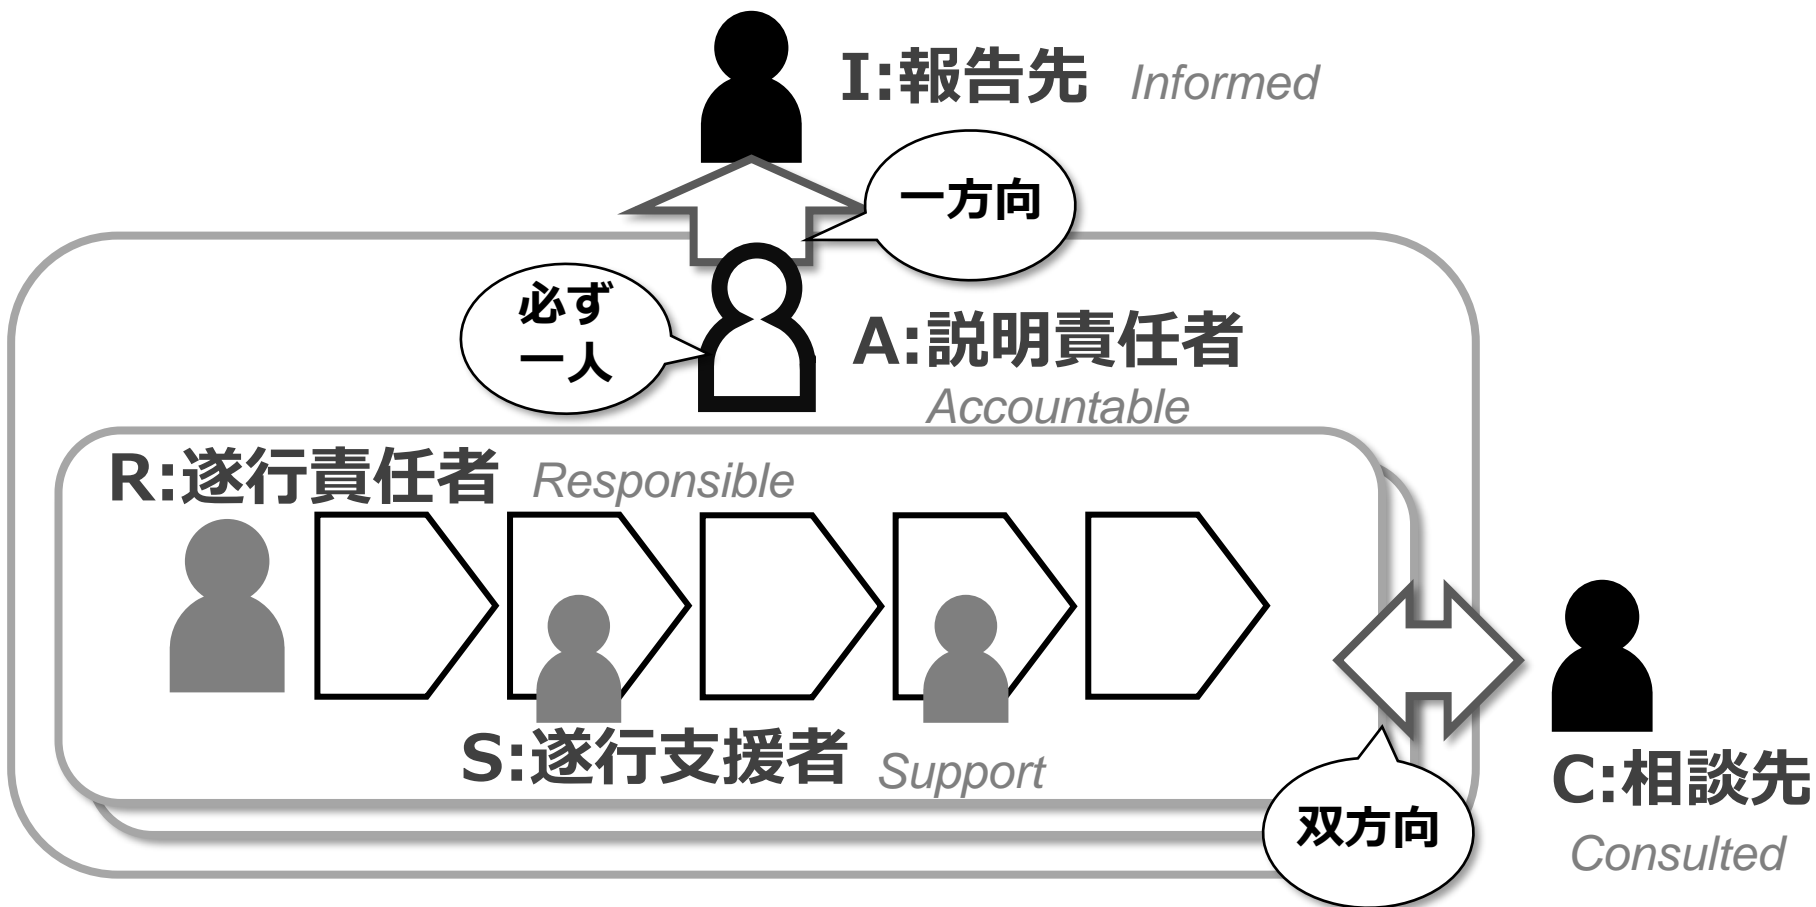 I:報告先 Informed
一方向
必ず
一人
A:説明責任者
Accountable
R:遂行責任者 Responsible
S:遂行支援者 Support
双方向
C:相談先
Consulted